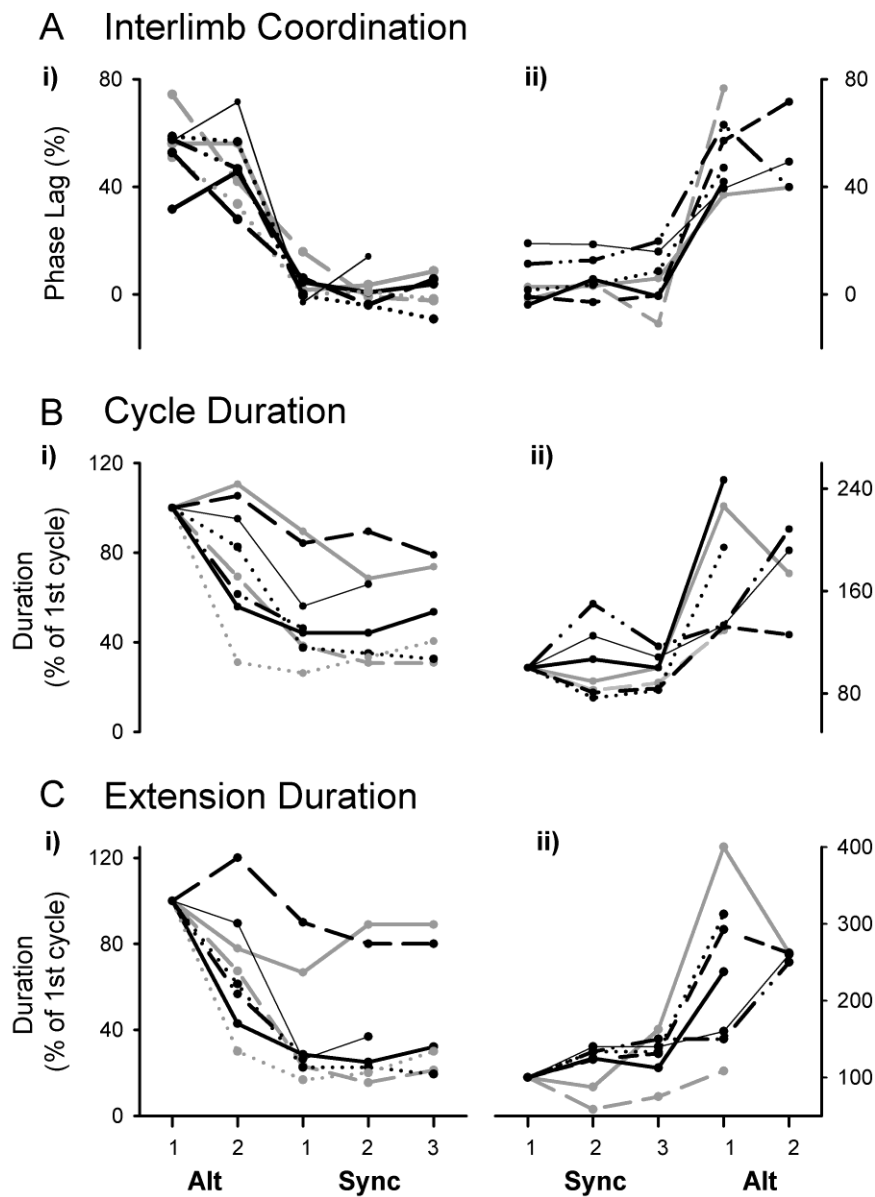 A Interlimb Coordination
i) ii)
80 80
40 40
0 0
Phase Lag (%)
B Cycle Duration
i) ii)
120
240
80
160
40
80
0
Duration
(% of 1st cycle)
C Extension Duration
i) ii)
120
400
300
80
200
40
100
0
Duration
(% of 1st cycle)
1 2 1 2 3 1 2 3 1 2
Alt Sync Sync Alt